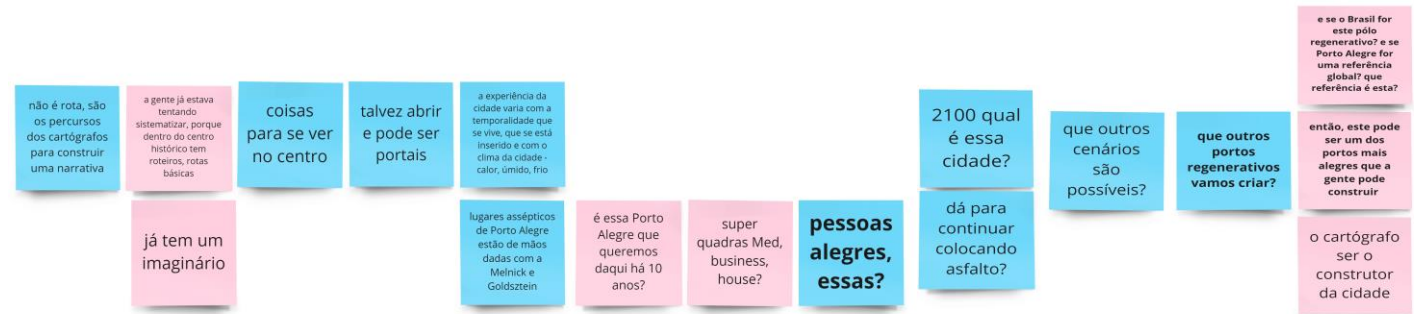 não é rota, são
os percursos
dos cartógrafos
para construir
uma narrativa
a gente já estava
tentando
sistematizar, porque
dentro do centro
histórico tem
roteiros, rotas
básicas
já tem um
imaginário
coisas
para se ver
no centro
talvez abrir
e pode ser
portais
a experiência da
cidade varia com a
temporalidade que
se vive, que se está
inserido e com o
clima da cidade -
calor, úmido, frio
lugares assépticos
de Porto Alegre
estão de mãos
dadas com a
Melnick e
Goldsztein
é essa Porto
Alegre que
queremos
daqui há 10
anos?
super
quadras Med,
business,
house?
pessoas
alegres,
essas?
2100 qual
é essa
cidade?
dá para
continuar
colocando
asfalto?
que outros
cenários
são
possíveis?
que outros
portos
regenerativos
vamos criar?
e se o Brasil for
este pólo
regenerativo? e se
Porto Alegre for
uma referência
global? que
referência é esta?
então, este pode
ser um dos
portos mais
alegres que a
gente pode
construir
o cartógrafo
ser o
construtor
da cidade